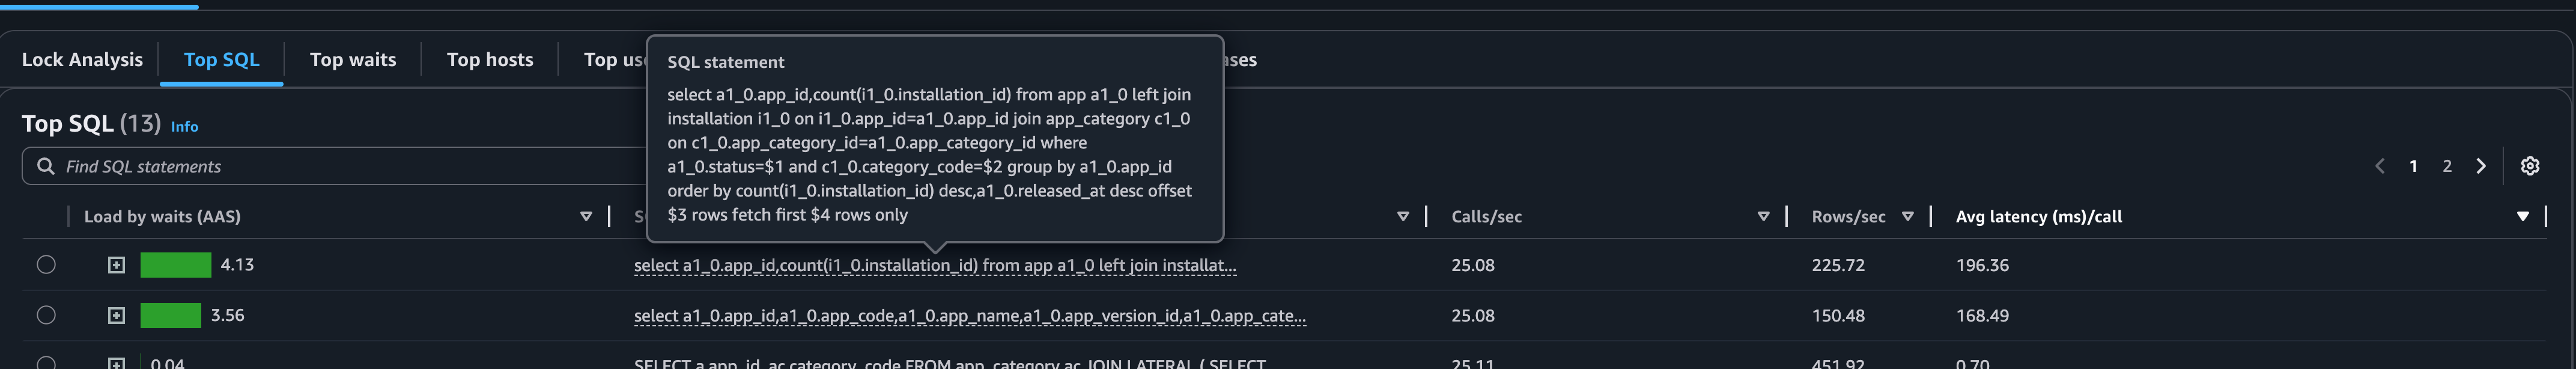 Lock Analysis
Top SQL
Top waits
Top hosts
Top use
ases
SQL statement
select a1_0.app_id,count(i1_0.installation_id) from app a1_0 left join
installation i1_0 on i1_0.app_id=a1_0.app_id join app_category c1_0
on c1_0.app_category_id=a1_0.app_category_id where
a1_0.status=$1 and c1_0.category_code=$2 group by a1_0.app_id
order by count(i1_0.installation_id) desc,a1_0.released_at desc offset
$3 rows fetch first $4 rows only
Top SQL (13) Info
Find SQL statements
1 2
Load by waits (AAS)
Calls/sec
Rows/sec
Avg latency (ms)/call
4.13
select a1_0.app_id,count(i1_0.installation_id) from app a1_0 left join installat...
25.08
225.72
196.36
3.56
select a1_0.app_id,a1_0.app_code,a1_0.app_name,a1_0.app_version_id,a1_0.app_cate...
25.08
150.48
168.49
0.04
SELECT a.app_id, ac.category_code FROM app_category ac JOIN LATERAL ( SELECT
25.11
451.92
0.70